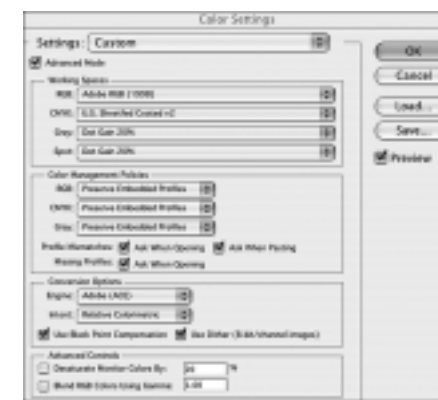 Color Settings
Settings: Custom
Advanced Mode
Working Spaces
RGB: Adobe RGB (1998)
CMYK: U.S. Sheetfed Coated v2
Gray: Dot Gain 20%
Spot: Dot Gain 20%
Color Management Policies
RGB: Preserve Embedded Profiles
CMYK: Preserve Embedded Profiles
Gray: Preserve Embedded Profiles
Profile Mismatches: Ask When Opening Ask When Pasting
Missing Profiles: Ask When Opening
Conversion Options
Engine: Adobe (ACE)
Intent: Relative Colorimetric
Use Black Point Compensation Use Dither (8-bit/channel images)
Advanced Controls
Desaturate Monitor Colors By: 20 %
Blend RGB Colors Using Gamma: 1.00
OK
Cancel
Load...
Save...
Preview